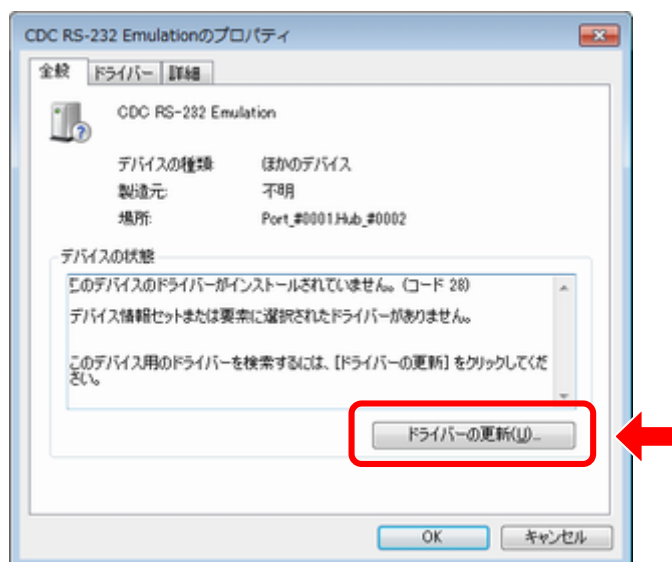 CDC RS-232 Emulationのプロパティ
全般 ドライバー 詳細
CDC RS-232 Emulation
デバイスの種類: ほかのデバイス
製造元: 不明
場所: Port_#0001.Hub_#0002
デバイスの状態
このデバイスのドライバーがインストールされていません。 (コード 28)
デバイス情報セットまたは要素に選択されたドライバーがありません。
このデバイス用のドライバーを検索するには、[ドライバーの更新] をクリックしてくだ
さい。
ドライバーの更新(U)...
OK キャンセル